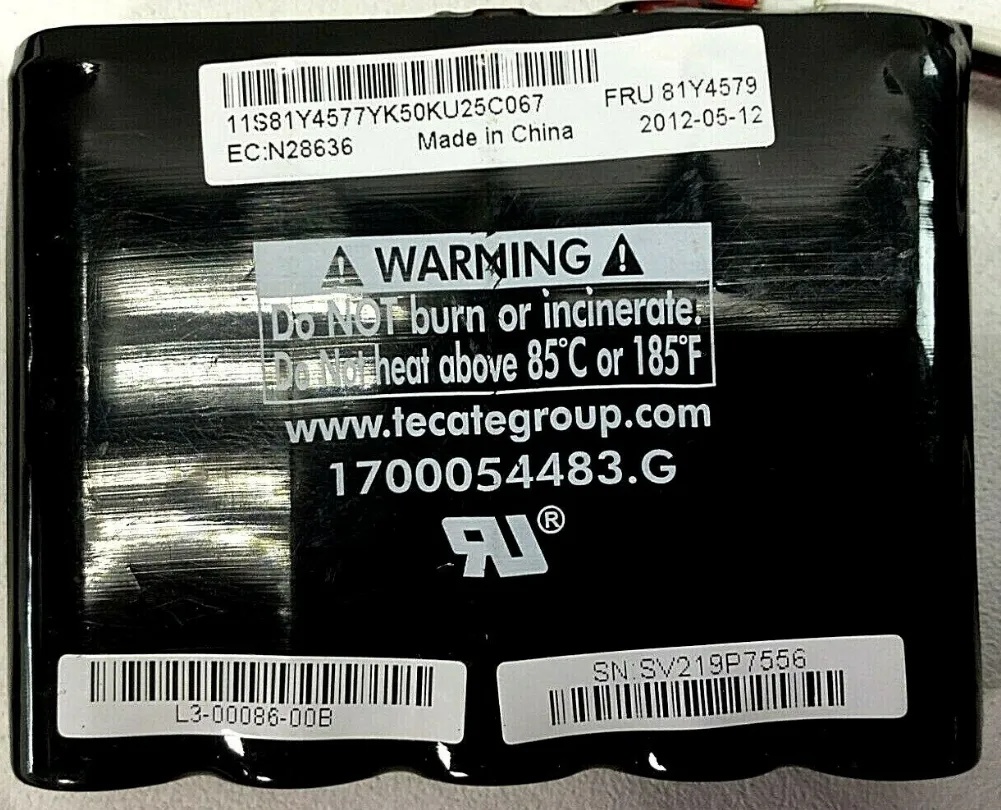 11S81Y4577YK50KU25C067
FRU 81Y4579
EC:N28636 Made in China 2012-05-12
WARNING
Do NOT burn or incinerate.
Do Not heat above 85°C or 185°F
www.tecategroup.com
1700054483.G
RU®
L3-00086-00B
SN:SV219P7556